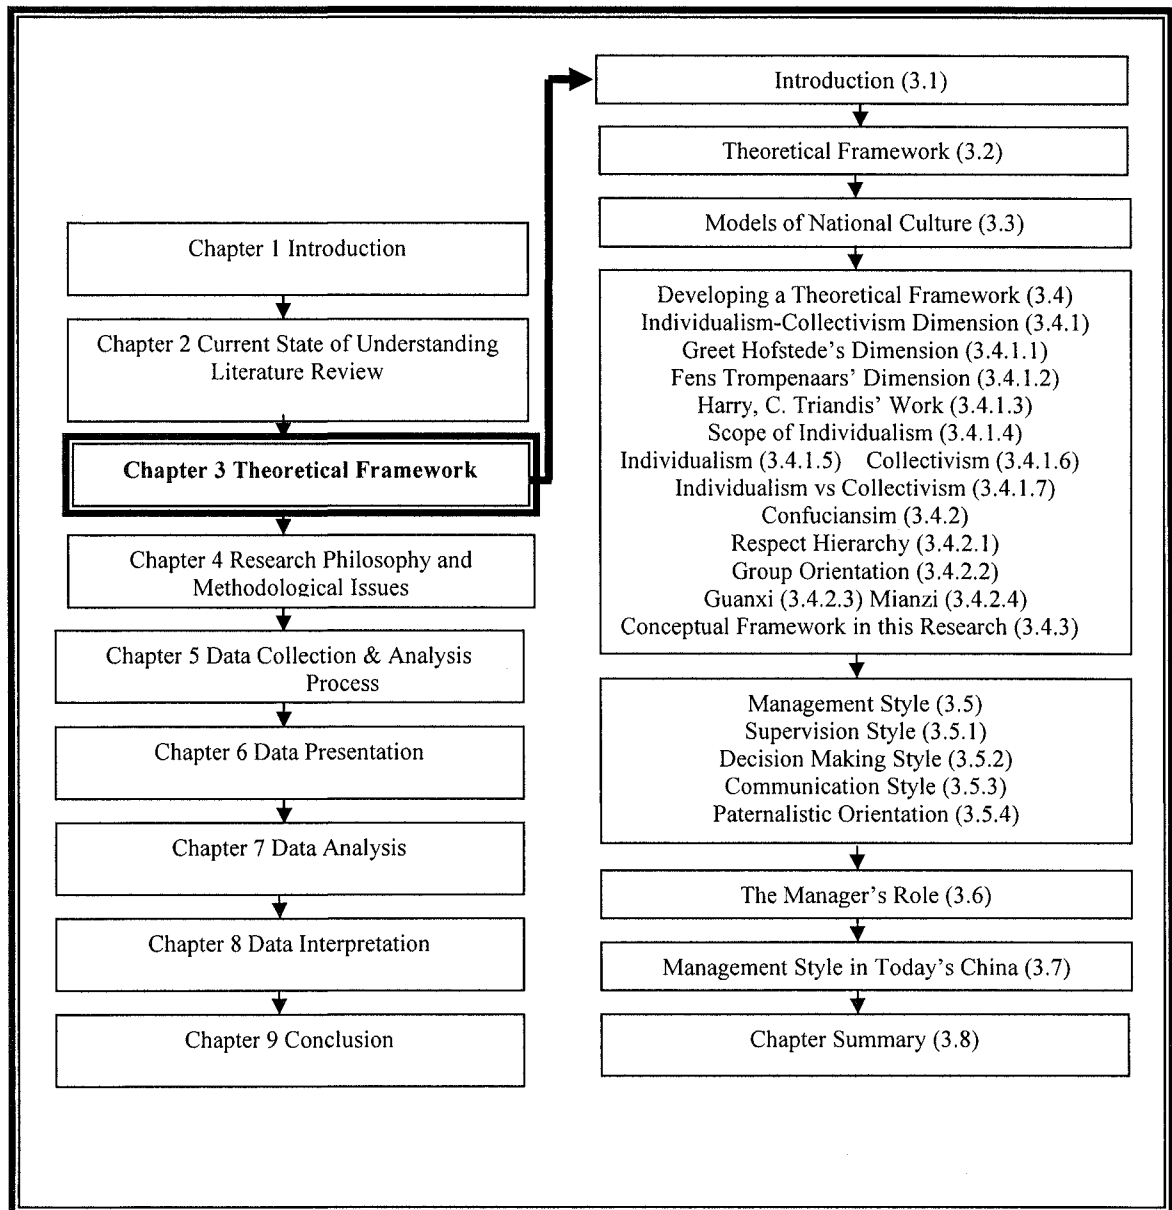 Chapter 1 Introduction
Chapter 2 Current State of Understanding
Literature Review
Chapter 3 Theoretical Framework
Chapter 4 Research Philosophy and
Methodological Issues
Chapter 5 Data Collection & Analysis
Process
Chapter 6 Data Presentation
Chapter 7 Data Analysis
Chapter 8 Data Interpretation
Chapter 9 Conclusion
Introduction (3.1)
Theoretical Framework (3.2)
Models of National Culture (3.3)
Developing a Theoretical Framework (3.4)
Individualism-Collectivism Dimension (3.4.1)
Greet Hofstede's Dimension (3.4.1.1)
Fens Trompenaars' Dimension (3.4.1.2)
Harry, C. Triandis' Work (3.4.1.3)
Scope of Individualism (3.4.1.4)
Individualism (3.4.1.5) Collectivism (3.4.1.6)
Individualism vs Collectivism (3.4.1.7)
Confuciansim (3.4.2)
Respect Hierarchy (3.4.2.1)
Group Orientation (3.4.2.2)
Guanxi (3.4.2.3) Mianzi (3.4.2.4)
Conceptual Framework in this Research (3.4.3)
Management Style (3.5)
Supervision Style (3.5.1)
Decision Making Style (3.5.2)
Communication Style (3.5.3)
Paternalistic Orientation (3.5.4)
The Manager's Role (3.6)
Management Style in Today's China (3.7)
Chapter Summary (3.8)